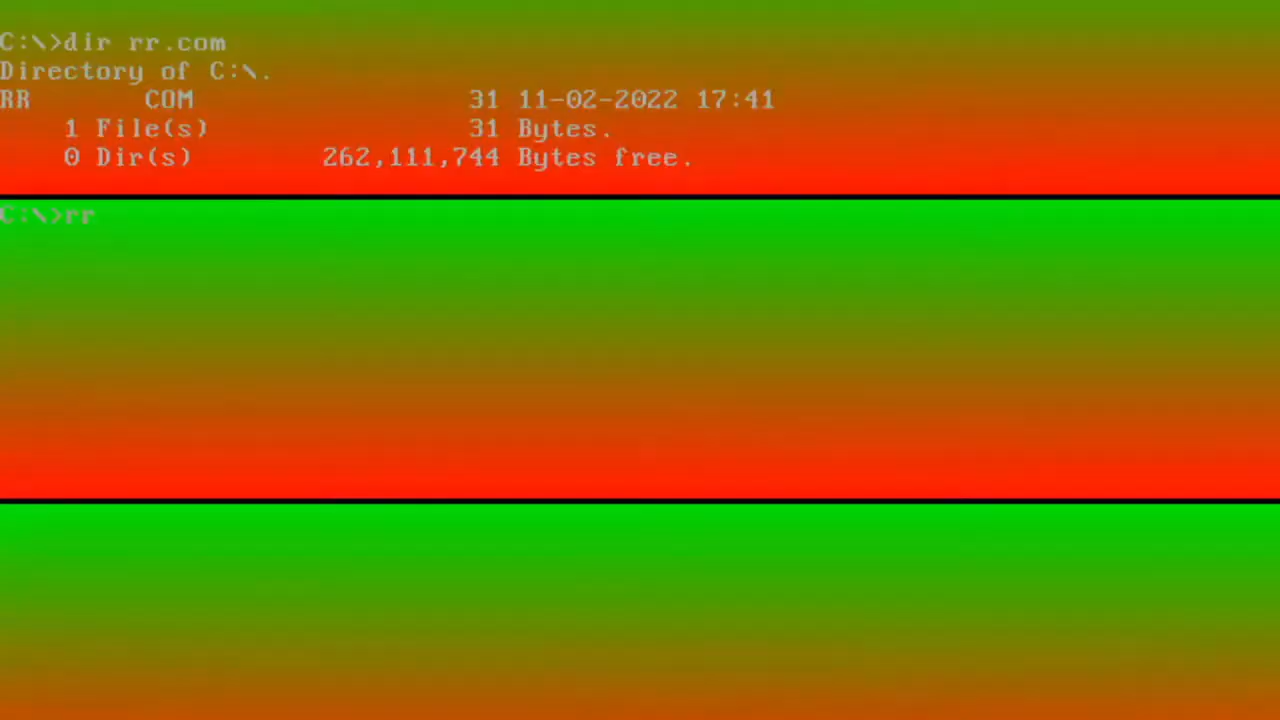 C:\>dir rr.com
Directory of C:\.
RR       COM                 31 11-02-2022 17:41
    1 File(s)                31 Bytes.
    0 Dir(s)        262,111,744 Bytes free.
C:\>rr